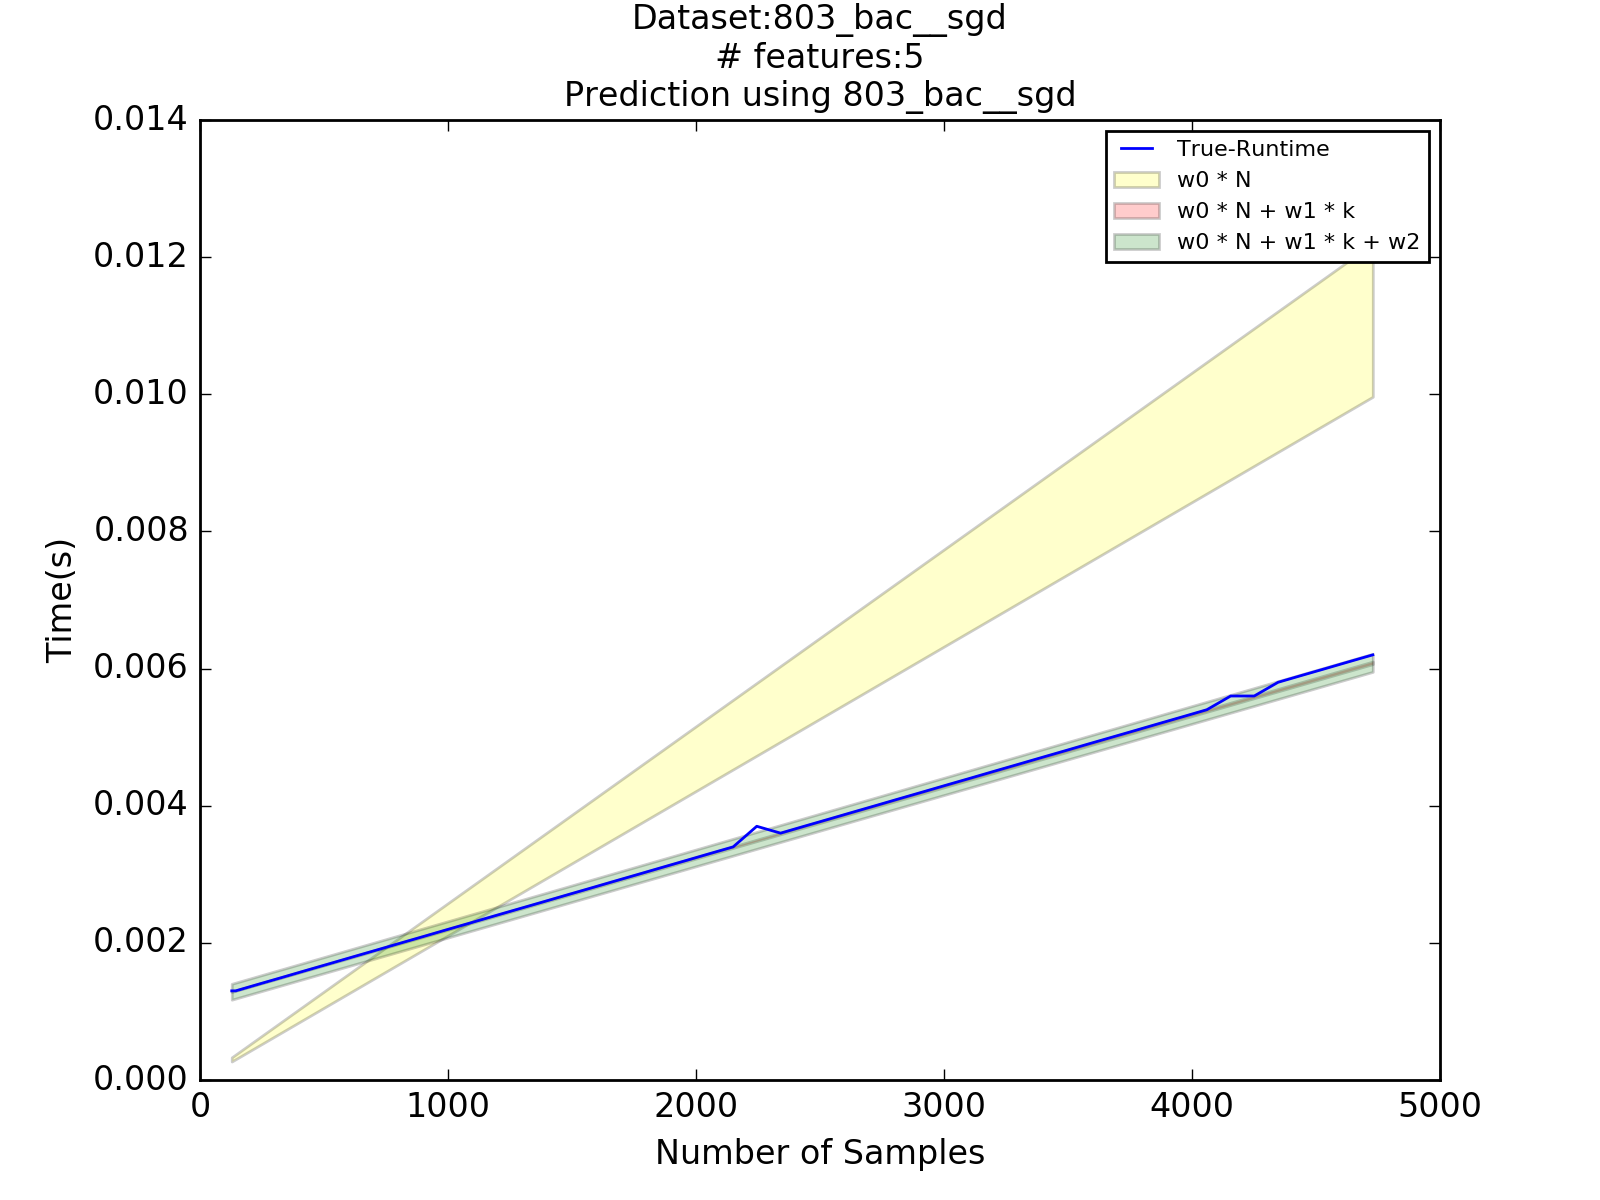 Dataset:803_bac__sgd
# features:5
Prediction using 803_bac__sgd
0.014
0.012
0.010
0.008
0.006
0.004
0.002
0.000
Time(s)
True-Runtime
w0 * N
w0 * N + w1 * k
w0 * N + w1 * k + w2
0 1000 2000 3000 4000 5000
Number of Samples